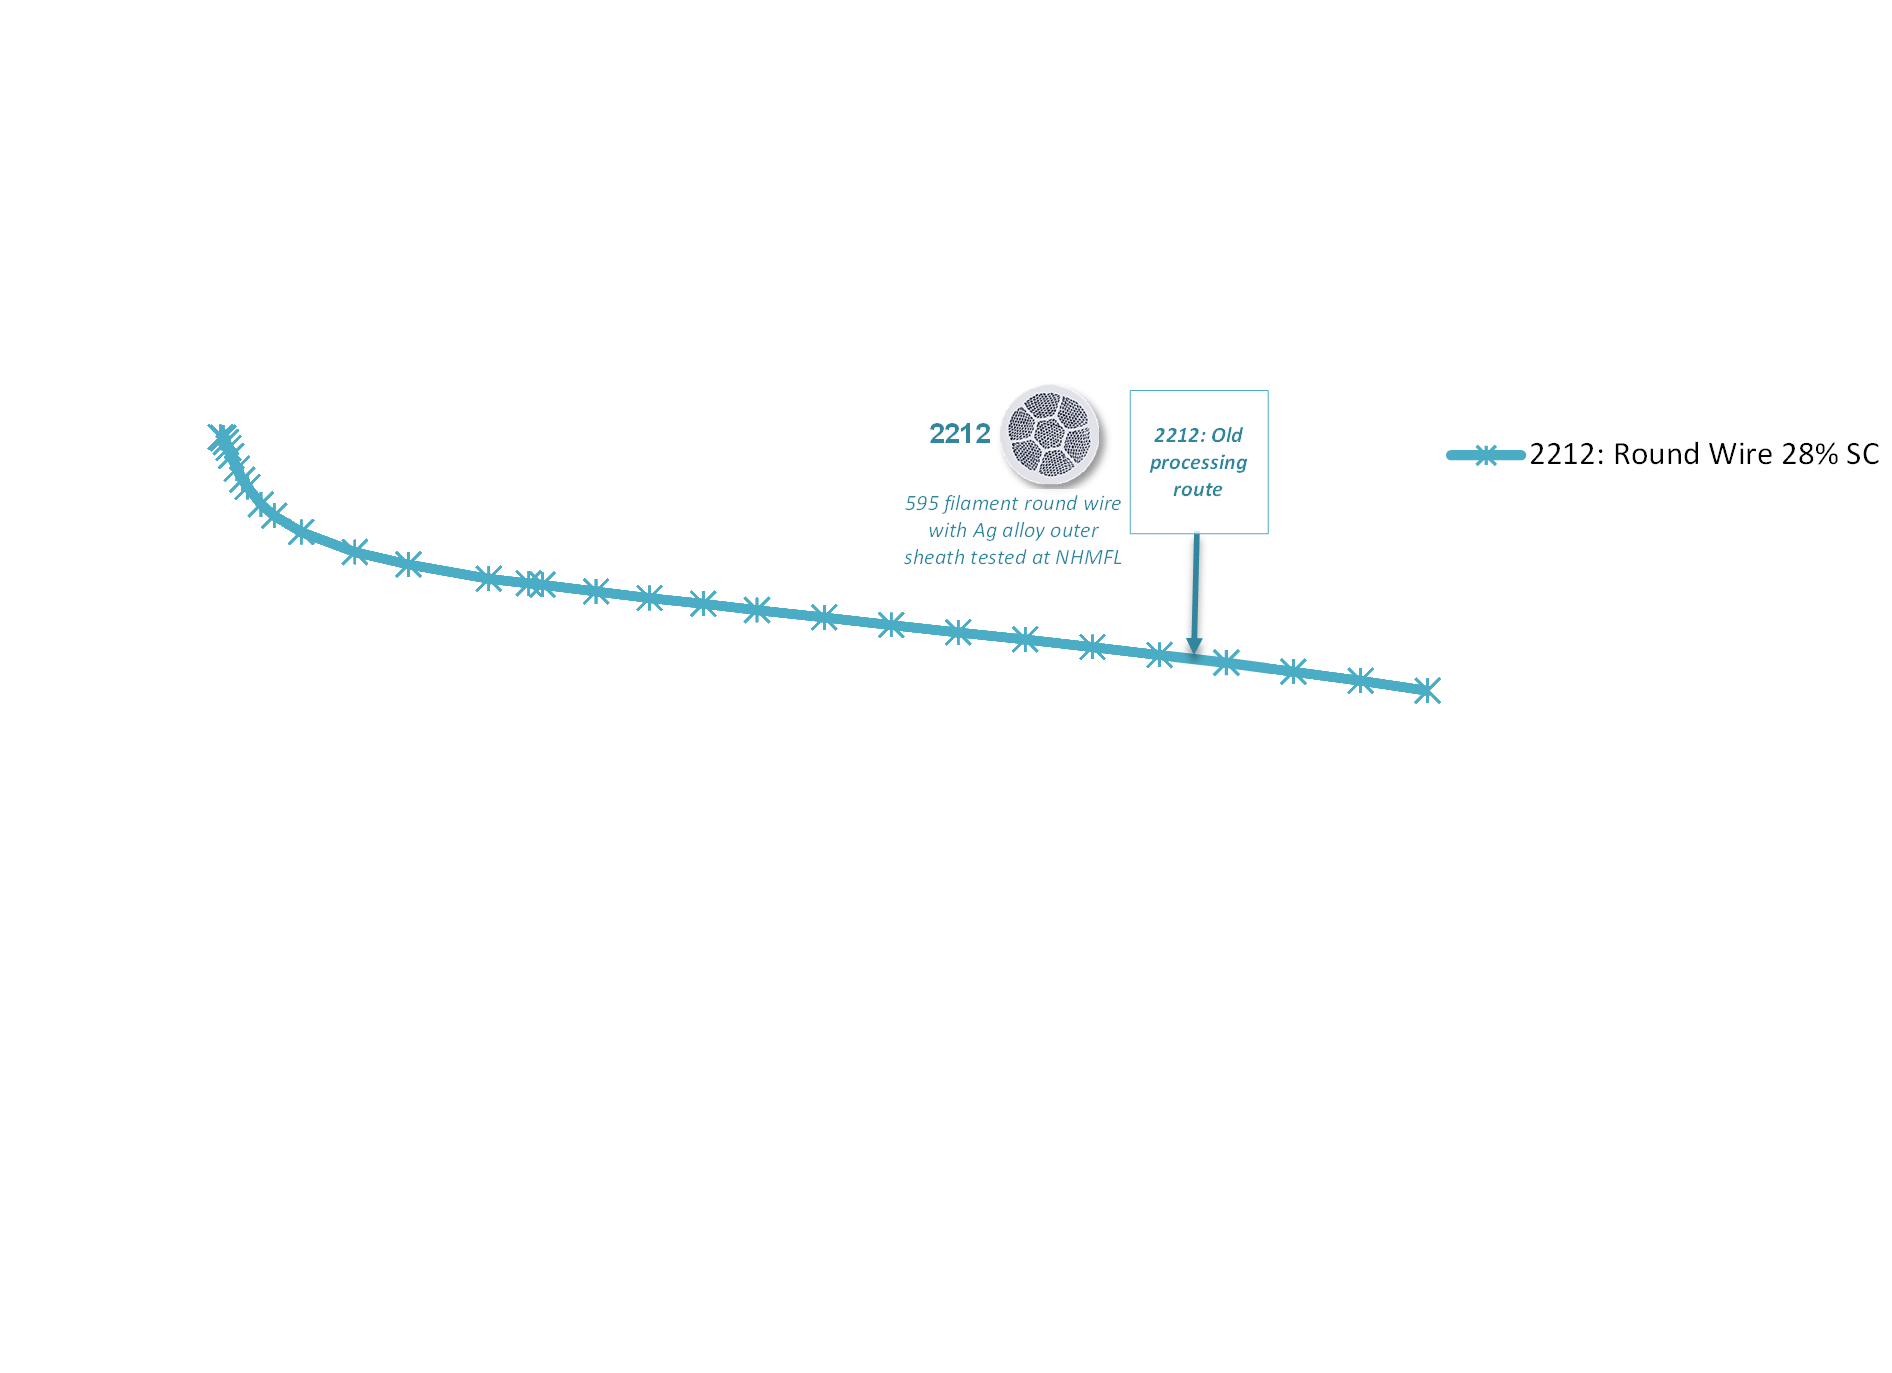 2212
595 filament round wire
with Ag alloy outer
sheath tested at NHMFL
2212: Old
processing
route
2212: Round Wire 28% SC